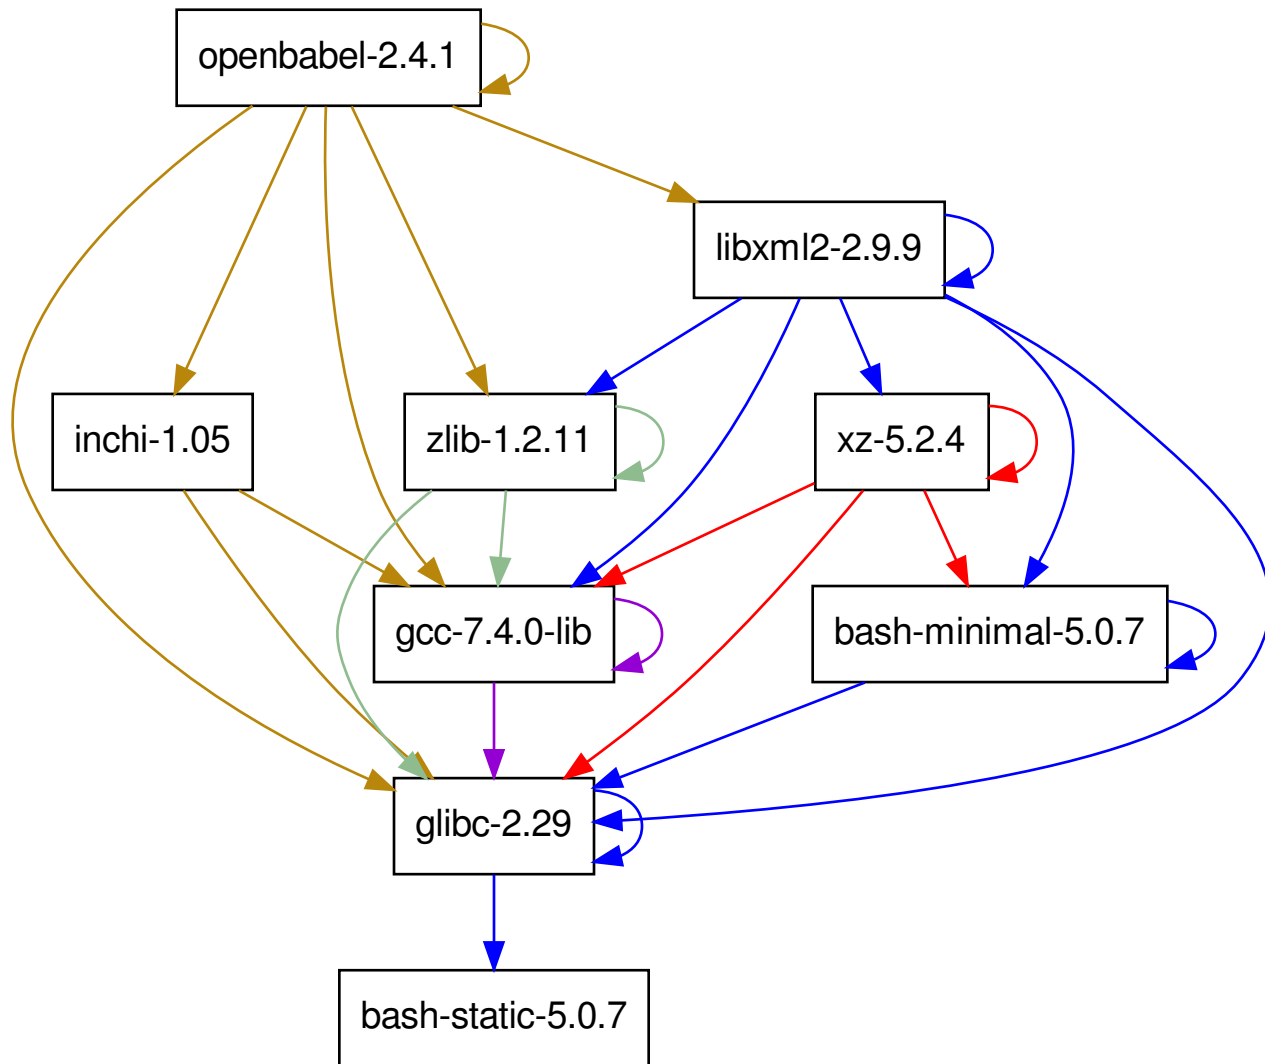 openbabel-2.4.1
libxml2-2.9.9
inchi-1.05
zlib-1.2.11
xz-5.2.4
gcc-7.4.0-lib
bash-minimal-5.0.7
glibc-2.29
bash-static-5.0.7